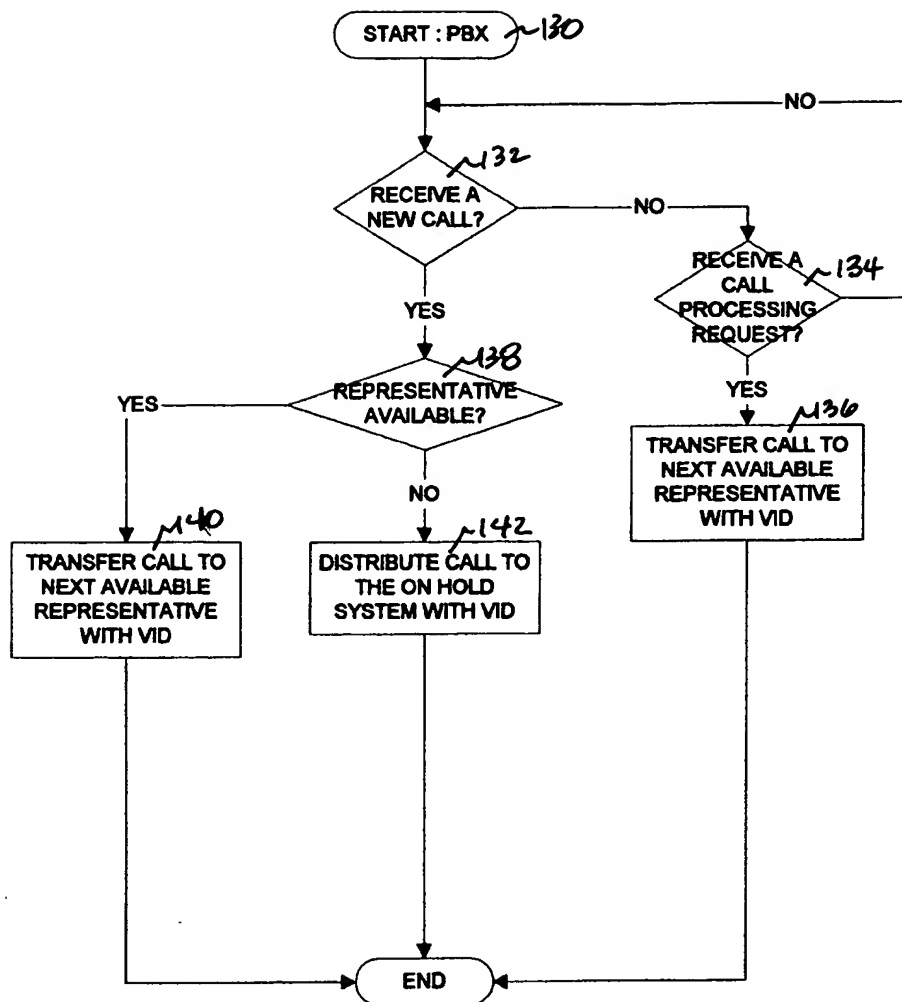 START : PBX
130
NO
132
RECEIVE A
NEW CALL?
NO
RECEIVE A
CALL
PROCESSING
REQUEST?
134
YES
138
REPRESENTATIVE
AVAILABLE?
YES
YES
136
TRANSFER CALL TO
NEXT AVAILABLE
REPRESENTATIVE
WITH VID
NO
140
TRANSFER CALL TO
NEXT AVAILABLE
REPRESENTATIVE
WITH VID
142
DISTRIBUTE CALL TO
THE ON HOLD
SYSTEM WITH VID
END